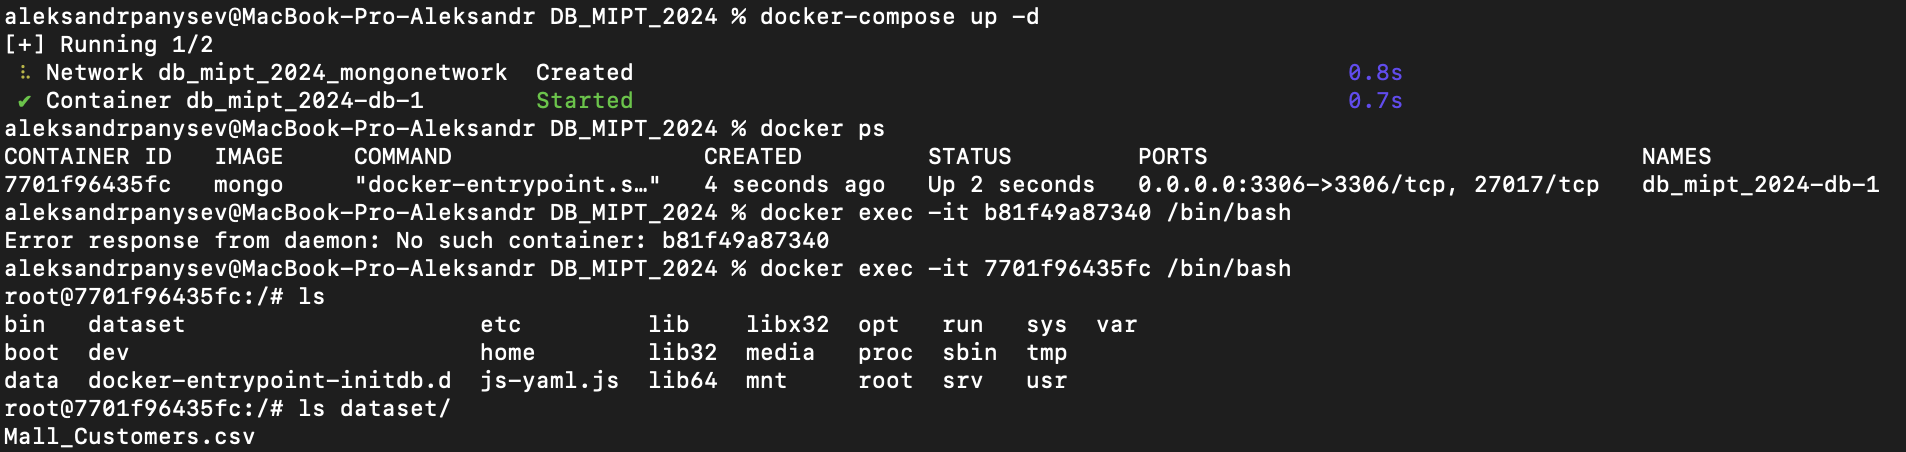 aleksandrpanysev@MacBook-Pro-Aleksandr DB_MIPT_2024 % docker-compose up -d
[+] Running 1/2
⠧ Network db_mipt_2024_mongonetwork  Created 0.8s
✔ Container db_mipt_2024-db-1        Started 0.7s
aleksandrpanysev@MacBook-Pro-Aleksandr DB_MIPT_2024 % docker ps
CONTAINER ID   IMAGE     COMMAND                  CREATED         STATUS         PORTS                               NAMES
7701f96435fc   mongo     "docker-entrypoint.s…"   4 seconds ago   Up 2 seconds   0.0.0.0:3306->3306/tcp, 27017/tcp   db_mipt_2024-db-1
aleksandrpanysev@MacBook-Pro-Aleksandr DB_MIPT_2024 % docker exec -it b81f49a87340 /bin/bash
Error response from daemon: No such container: b81f49a87340
aleksandrpanysev@MacBook-Pro-Aleksandr DB_MIPT_2024 % docker exec -it 7701f96435fc /bin/bash
root@7701f96435fc:/# ls
bin   dataset                     etc         lib    libx32  opt   run   sys  var
boot  dev                         home        lib32  media   proc  sbin  tmp
data  docker-entrypoint-initdb.d  js-yaml.js  lib64  mnt     root  srv   usr
root@7701f96435fc:/# ls dataset/
Mall_Customers.csv